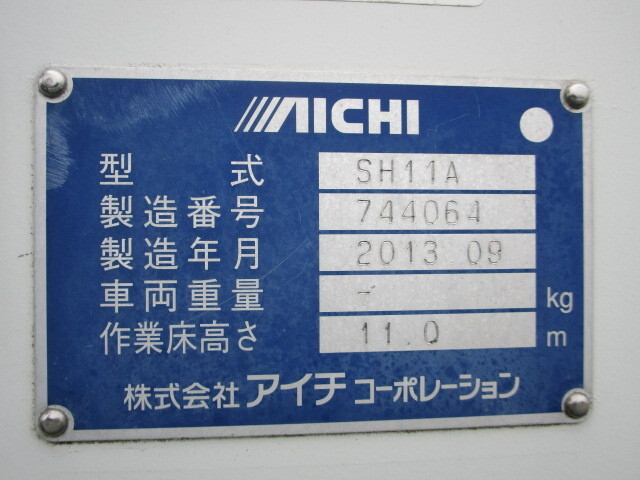 AICHI
型式 SH11A
製造番号 744064
製造年月 2013 09
車両重量 - kg
作業床高さ 11.0 m
株式会社 アイチ コーポレーション